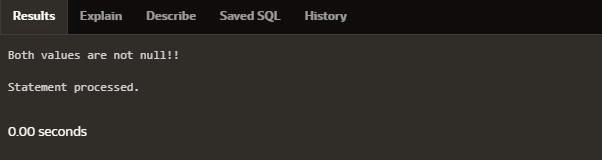 Results Explain Describe Saved SQL History
Both values are not null!!
Statement processed.
0.00 seconds